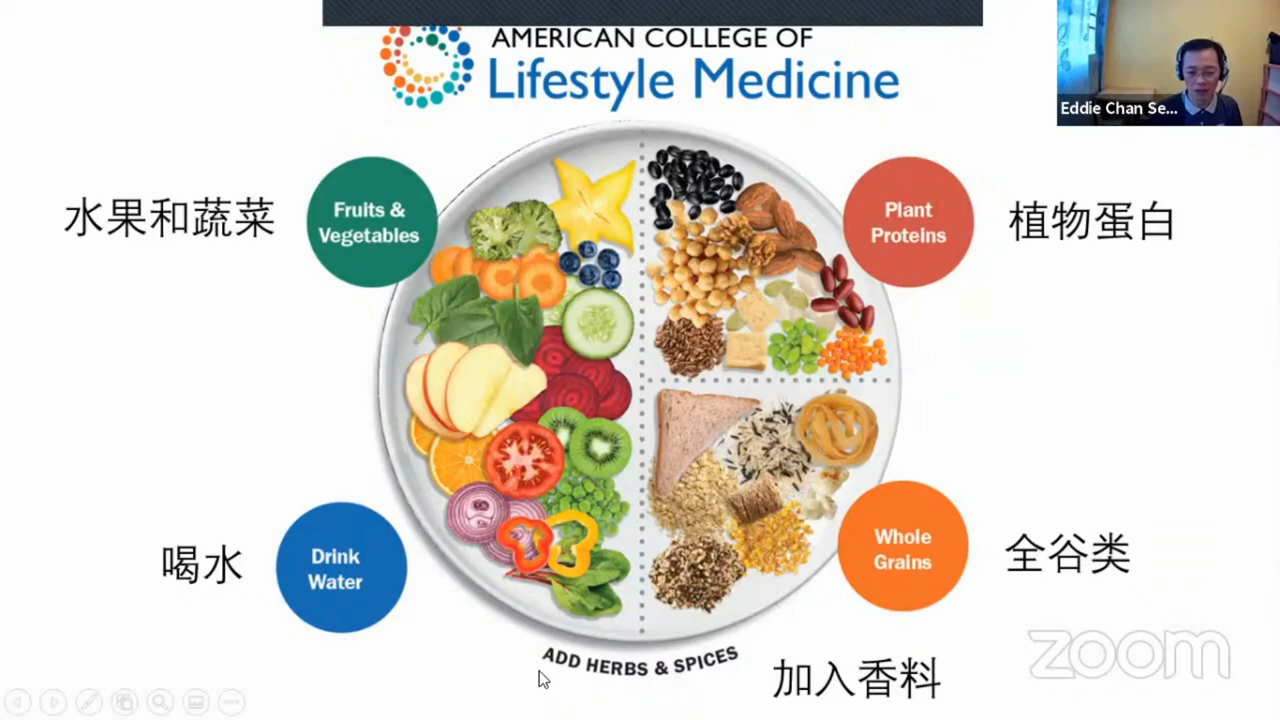 AMERICAN COLLEGE OF
Lifestyle Medicine
Eddie Chan Se...
水果和蔬菜
Fruits &
Vegetables
Plant
Proteins
植物蛋白
喝水
Drink
Water
Whole
Grains
全谷类
ADD HERBS & SPICES
加入香料
zoom